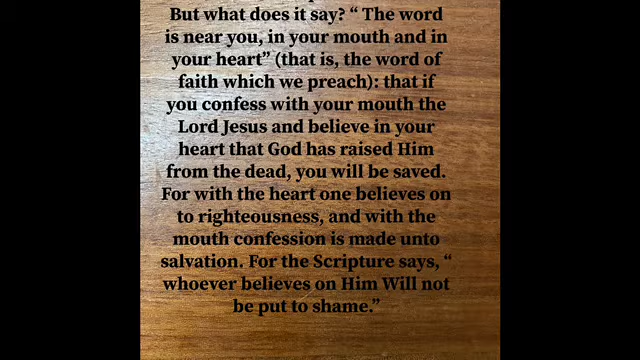 But what does it say? “ The word
is near you, in your mouth and in
your heart” (that is, the word of
faith which we preach): that if
you confess with your mouth the
Lord Jesus and believe in your
heart that God has raised Him
from the dead, you will be saved.
For with the heart one believes on
to righteousness, and with the
mouth confession is made unto
salvation. For the Scripture says, “
whoever believes on Him Will not
be put to shame.”